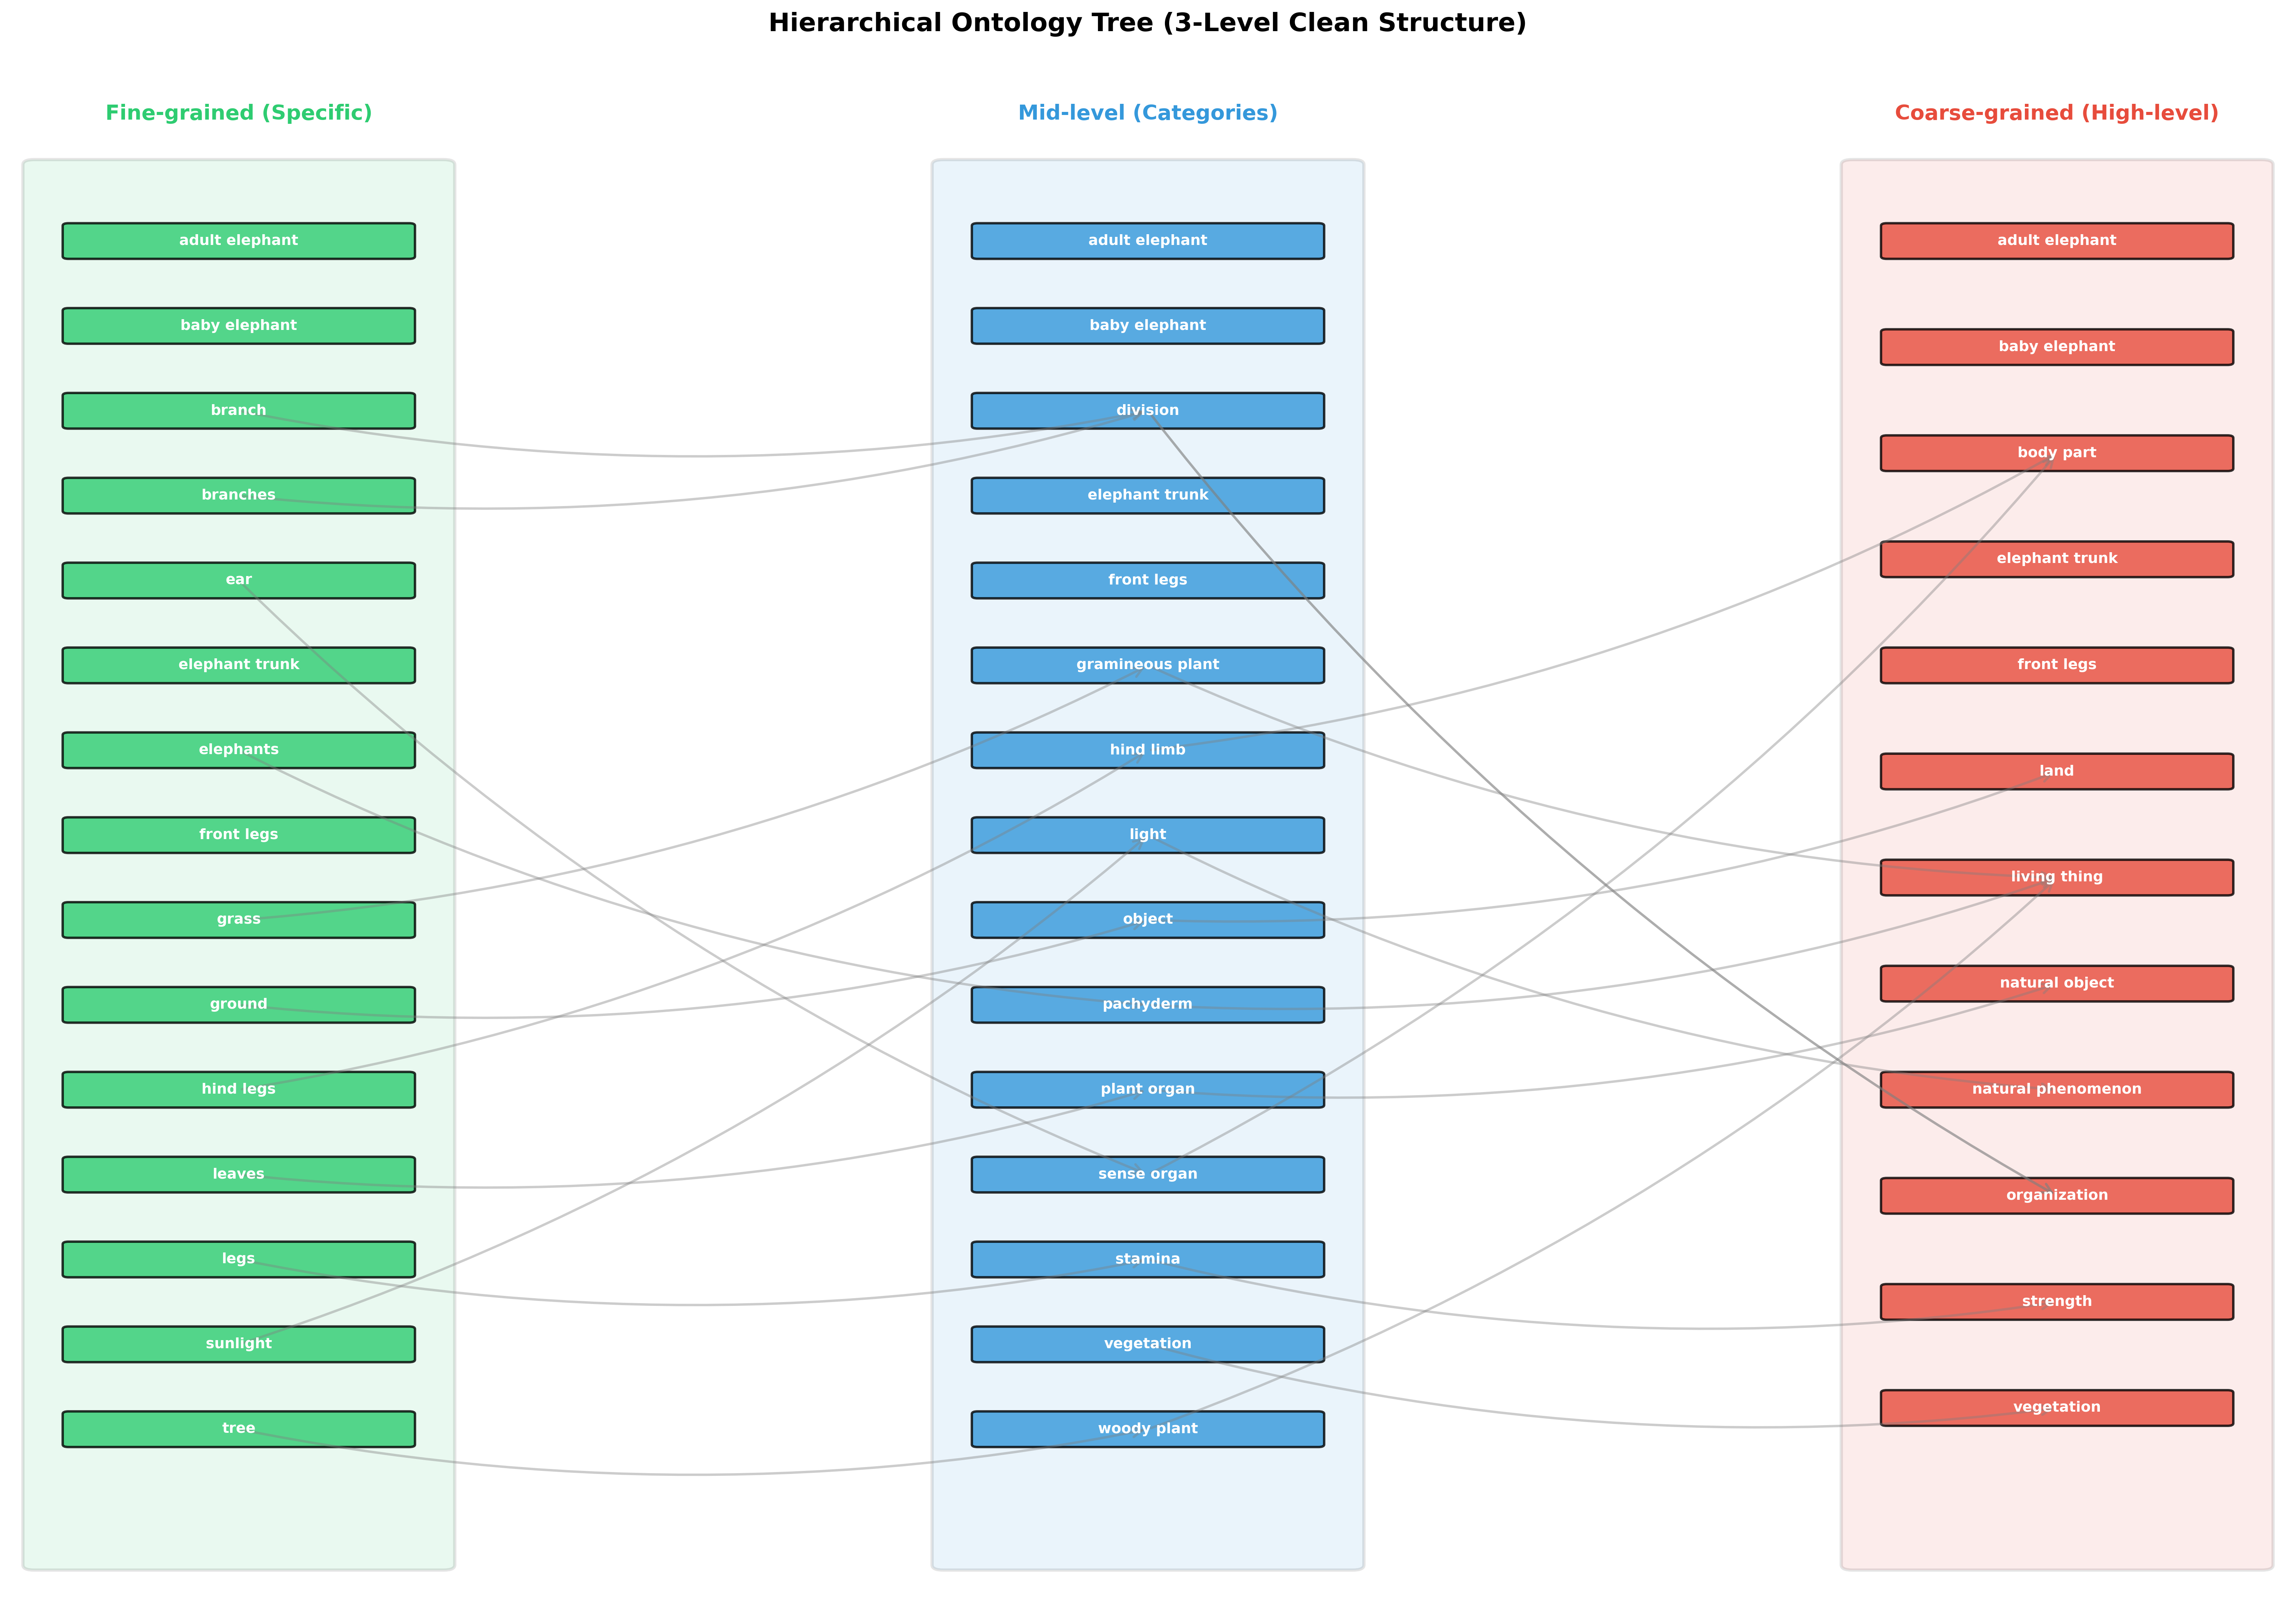 Hierarchical Ontology Tree (3-Level Clean Structure)
Fine-grained (Specific)
adult elephant
baby elephant
branch
branches
ear
elephant trunk
elephants
front legs
grass
ground
hind legs
leaves
legs
sunlight
tree
Mid-level (Categories)
adult elephant
baby elephant
division
elephant trunk
front legs
gramineous plant
hind limb
light
object
pachyderm
plant organ
sense organ
stamina
vegetation
woody plant
Coarse-grained (High-level)
adult elephant
baby elephant
body part
elephant trunk
front legs
land
living thing
natural object
natural phenomenon
organization
strength
vegetation